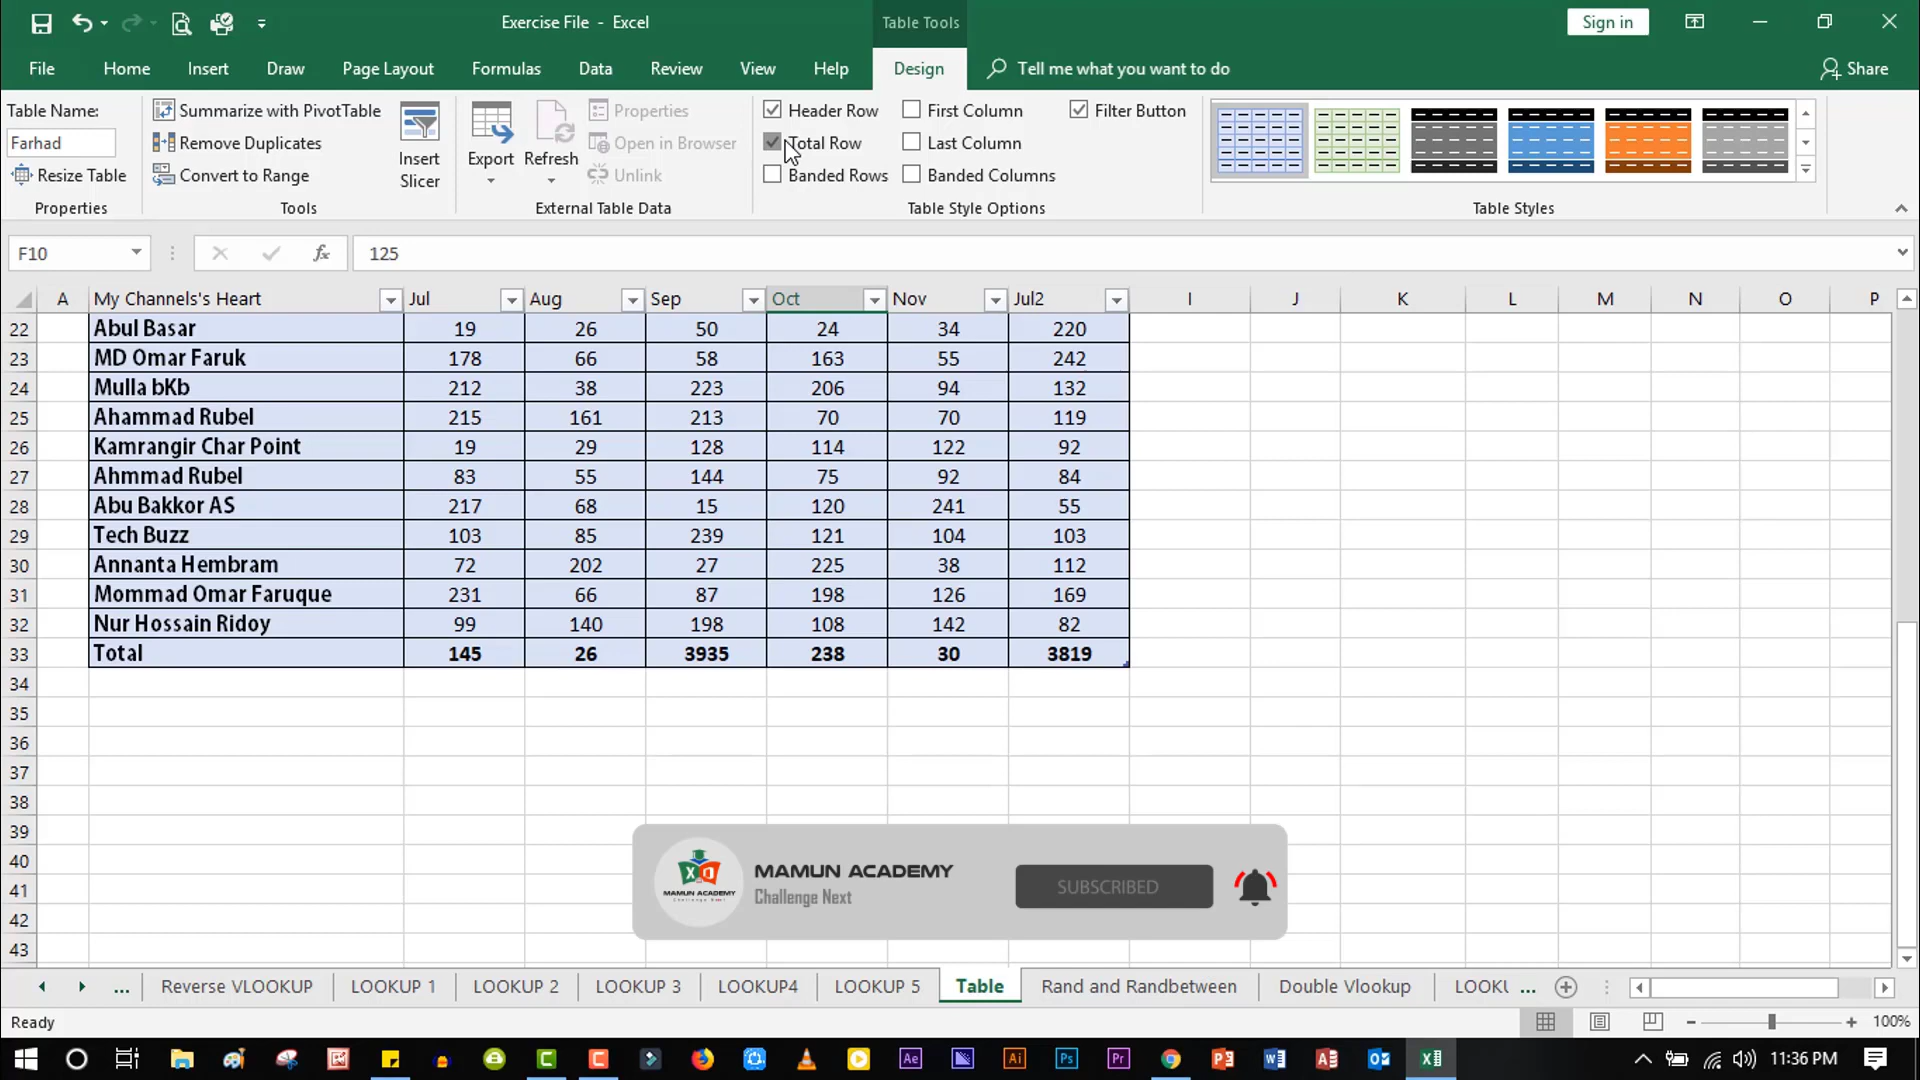 Exercise File - Excel
Table Tools
Sign in
File Home Insert Draw Page Layout Formulas Data Review View Help Design Tell me what you want to do Share
Table Name:
Farhad
Resize Table
Properties
Summarize with PivotTable
Remove Duplicates
Convert to Range
Tools
Insert
Slicer
Export
Refresh
Properties
Open in Browser
Unlink
External Table Data
Header Row
Total Row
Banded Rows
First Column
Last Column
Banded Columns
Filter Button
Table Style Options
Table Styles
F10 fx 125
A My Channels's Heart Jul Aug Sep Oct Nov Jul2 I J K L M N O P
22 Abul Basar 19 26 50 24 34 220
23 MD Omar Faruk 178 66 58 163 55 242
24 Mulla bKb 212 38 223 206 94 132
25 Ahammad Rubel 215 161 213 70 70 119
26 Kamrangir Char Point 19 29 128 114 122 92
27 Ahmmad Rubel 83 55 144 75 92 84
28 Abu Bakkor AS 217 68 15 120 241 55
29 Tech Buzz 103 85 239 121 104 103
30 Annanta Hembram 72 202 27 225 38 112
31 Mommad Omar Faruque 231 66 87 198 126 169
32 Nur Hossain Ridoy 99 140 198 108 142 82
33 Total 145 26 3935 238 30 3819
34
35
36
37
38
39
40
41
42
43
MAMUN ACADEMY
Challenge Next
MAMUN ACADEMY
SUBSCRIBED
... Reverse VLOOKUP LOOKUP 1 LOOKUP 2 LOOKUP 3 LOOKUP4 LOOKUP 5 Table Rand and Randbetween Double Vlookup LOOKU ...
Ready
100%
Ae Ai Ps Pr
11:36 PM